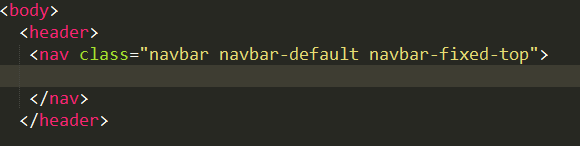 <body>
<header>
<nav class="navbar navbar-default navbar-fixed-top">
</nav>
</header>